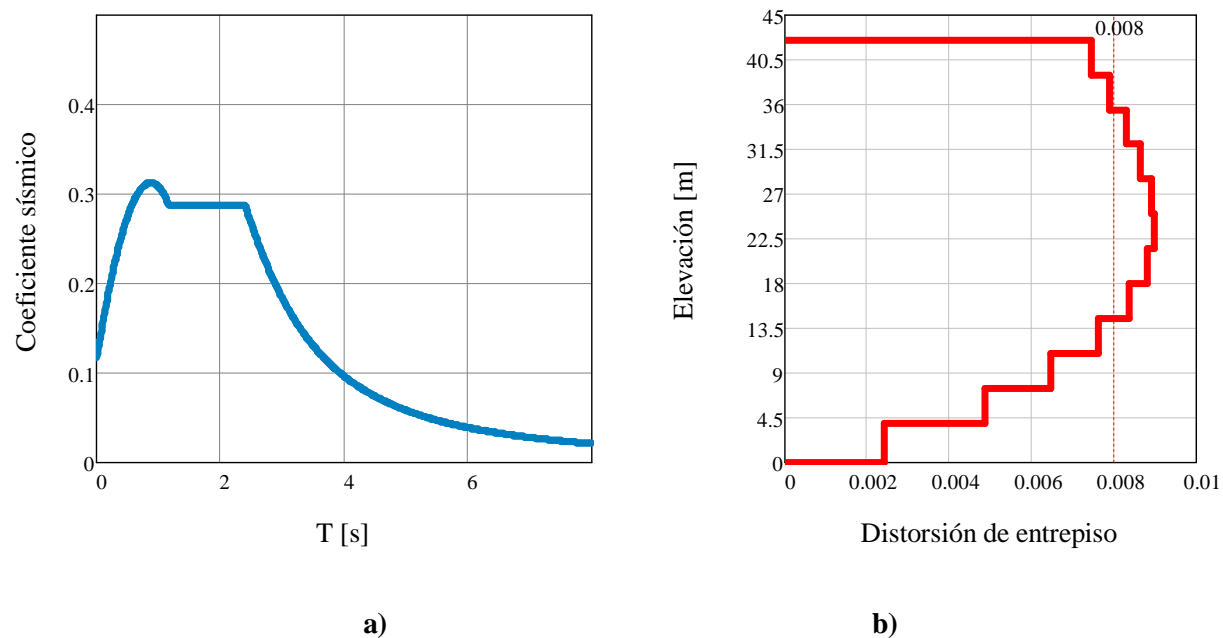 0.4
0.3
0.2
0.1
0
Coeficiente sísmico
0 2 4 6
T [s]
a)
45
40.5
36
31.5
27
22.5
18
13.5
9
4.5
0
Elevación [m]
0.008
0 0.002 0.004 0.006 0.008 0.01
Distorsión de entrepiso
b)